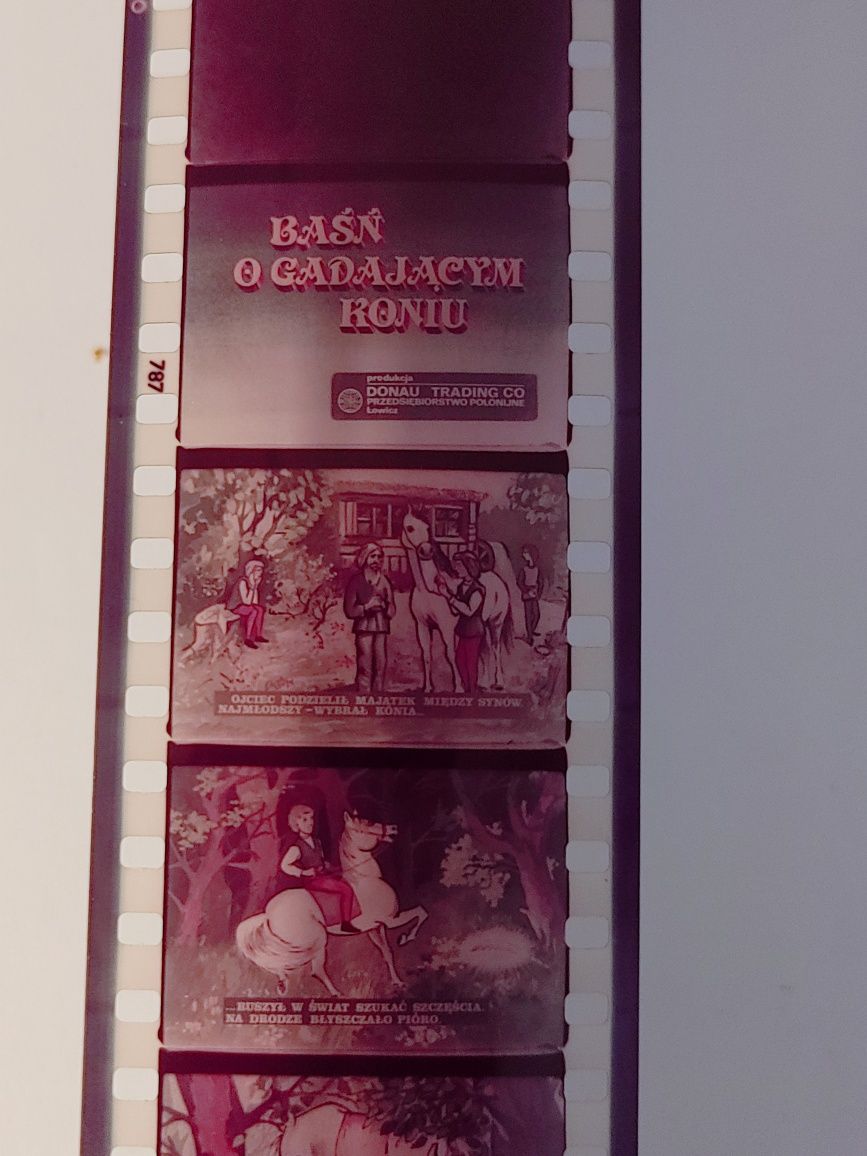 BAŚŃ
O GADAJĄCYM
KONIU
produkcja
DONAU TRADING CO
PRZEDSIĘBIORSTWO POLONIJNE
Łowicz
787
OJCIEC PODZIELIŁ MAJĄTEK MIĘDZY SYNÓW.
NAJMŁODSZY – WYBRAŁ KONIA...
...RUSZYŁ W ŚWIAT SZUKAĆ SZCZĘŚCIA.
NA DRODZE BŁYSZCZAŁO PIÓRO.